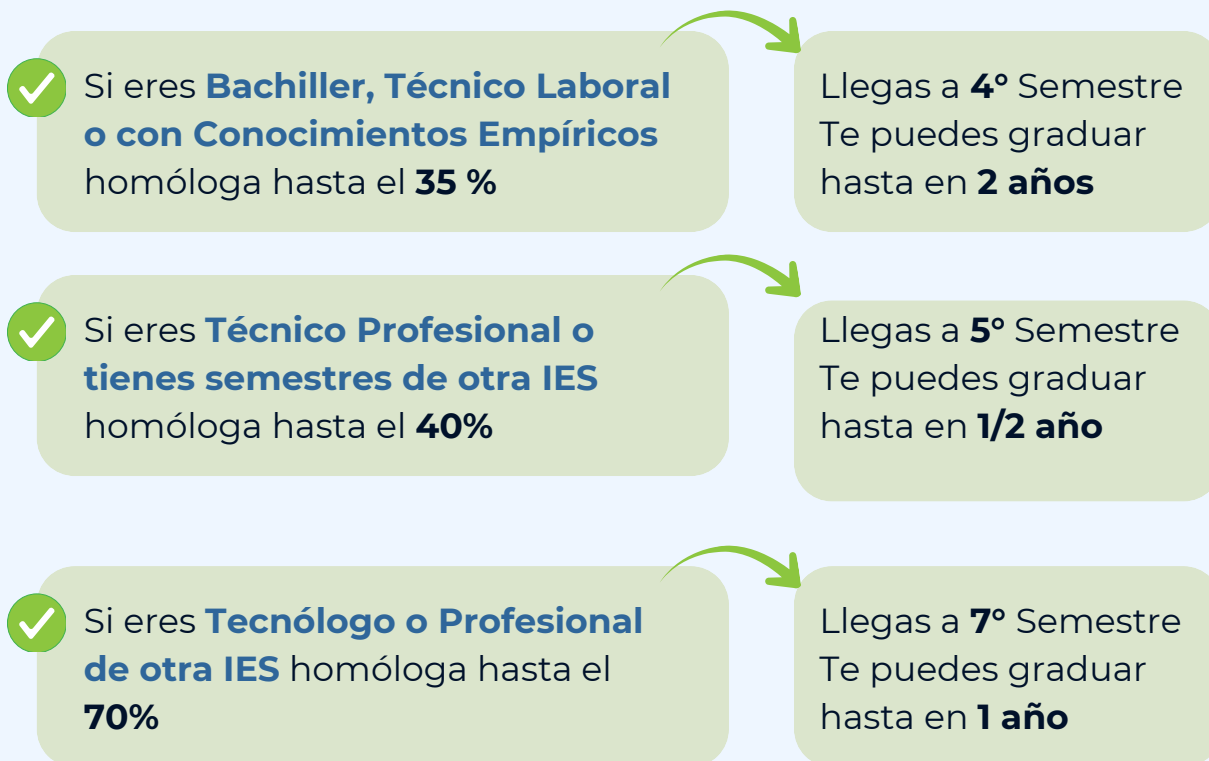 Si eres Bachiller, Técnico Laboral
o con Conocimientos Empíricos
homóloga hasta el 35 %
Llegas a 4° Semestre
Te puedes graduar
hasta en 2 años
Si eres Técnico Profesional o
tienes semestres de otra IES
homóloga hasta el 40%
Llegas a 5° Semestre
Te puedes graduar
hasta en 1/2 año
Si eres Tecnólogo o Profesional
de otra IES homóloga hasta el
70%
Llegas a 7° Semestre
Te puedes graduar
hasta en 1 año